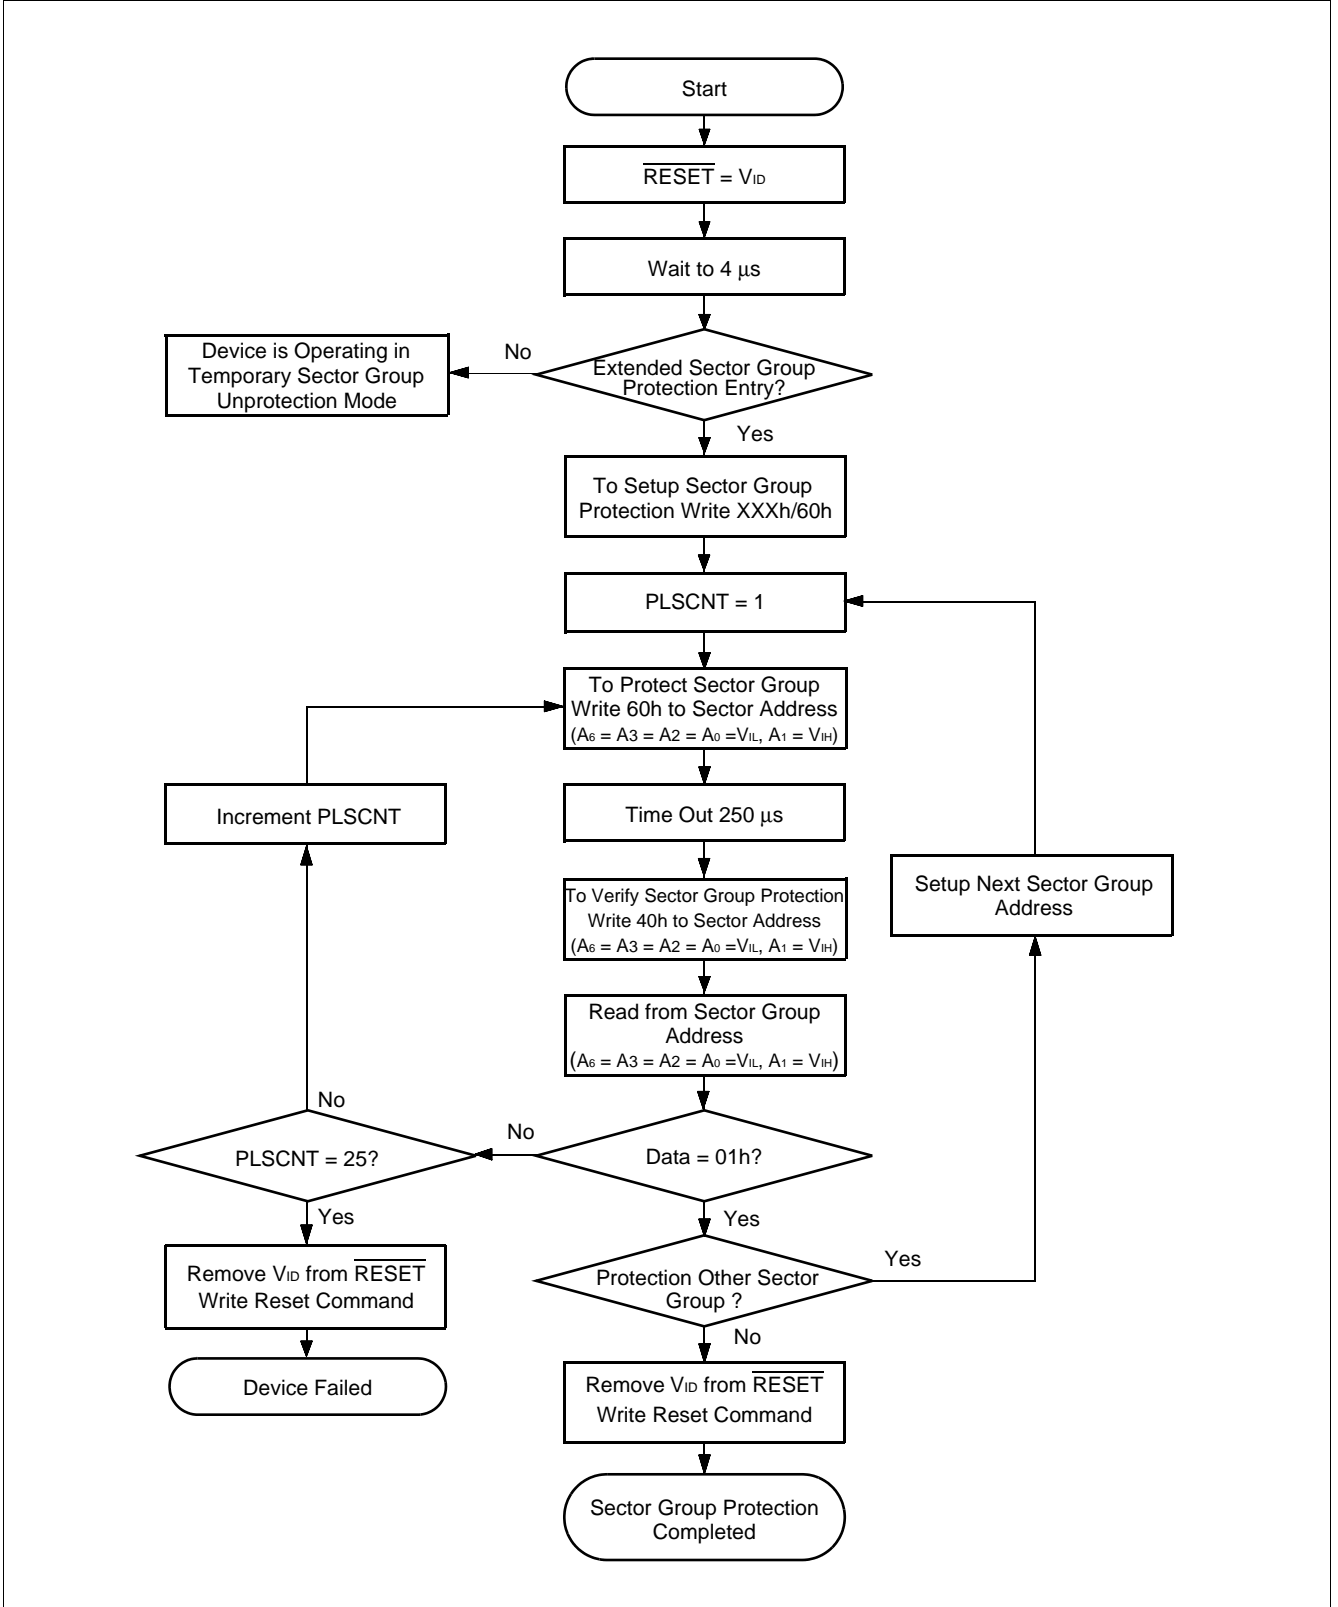 Start
RESET = VID
Wait to 4 µs
Device is Operating in
Temporary Sector Group
Unprotection Mode
No
Extended Sector Group
Protection Entry?
Yes
To Setup Sector Group
Protection Write XXXh/60h
PLSCNT = 1
To Protect Sector Group
Write 60h to Sector Address
(A6 = A3 = A2 = A0 =VIL, A1 = VIH)
Increment PLSCNT
Time Out 250 µs
To Verify Sector Group Protection
Write 40h to Sector Address
(A6 = A3 = A2 = A0 =VIL, A1 = VIH)
Setup Next Sector Group
Address
Read from Sector Group
Address
(A6 = A3 = A2 = A0 =VIL, A1 = VIH)
No
PLSCNT = 25?
No
Data = 01h?
Yes
Yes
Remove VID from RESET
Write Reset Command
Protection Other Sector
Group ?
Yes
No
Device Failed
Remove VID from RESET
Write Reset Command
Sector Group Protection
Completed